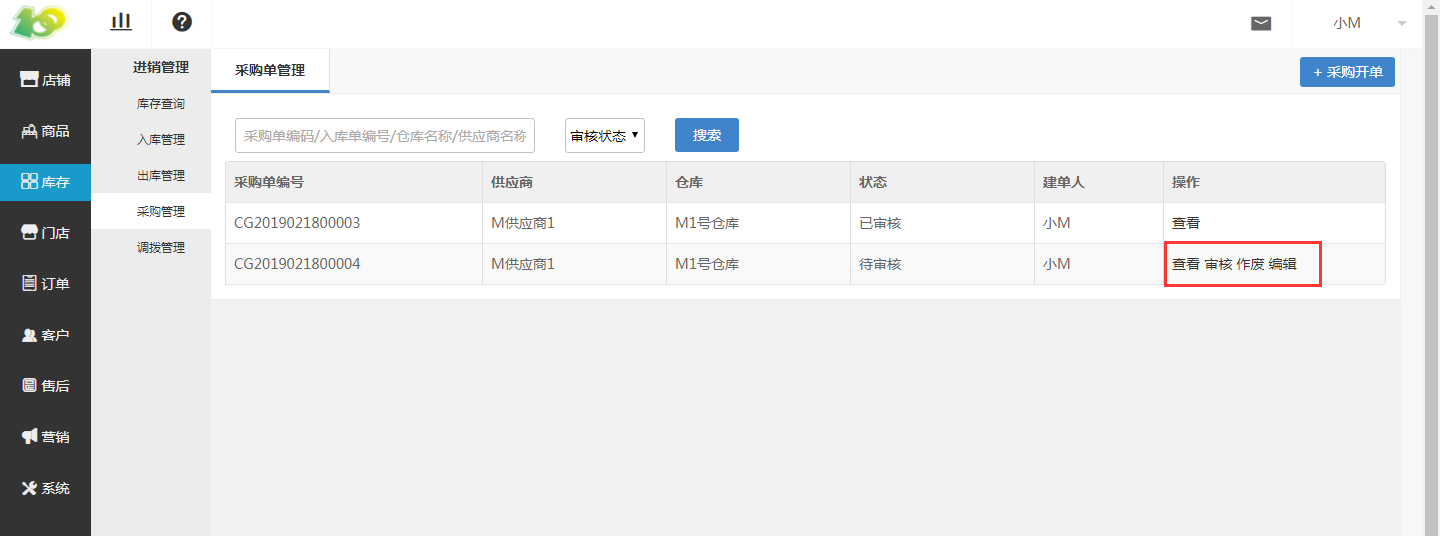 小M
店铺
商品
库存
门店
订单
客户
售后
营销
系统
进销管理
库存查询
入库管理
出库管理
采购管理
调拨管理
采购单管理
+ 采购开单
采购单编码/入库单编号/仓库名称/供应商名称
审核状态
搜索
采购单编号 供应商 仓库 状态 建单人 操作
CG2019021800003 M供应商1 M1号仓库 已审核 小M 查看
CG2019021800004 M供应商1 M1号仓库 待审核 小M 查看 审核 作废 编辑